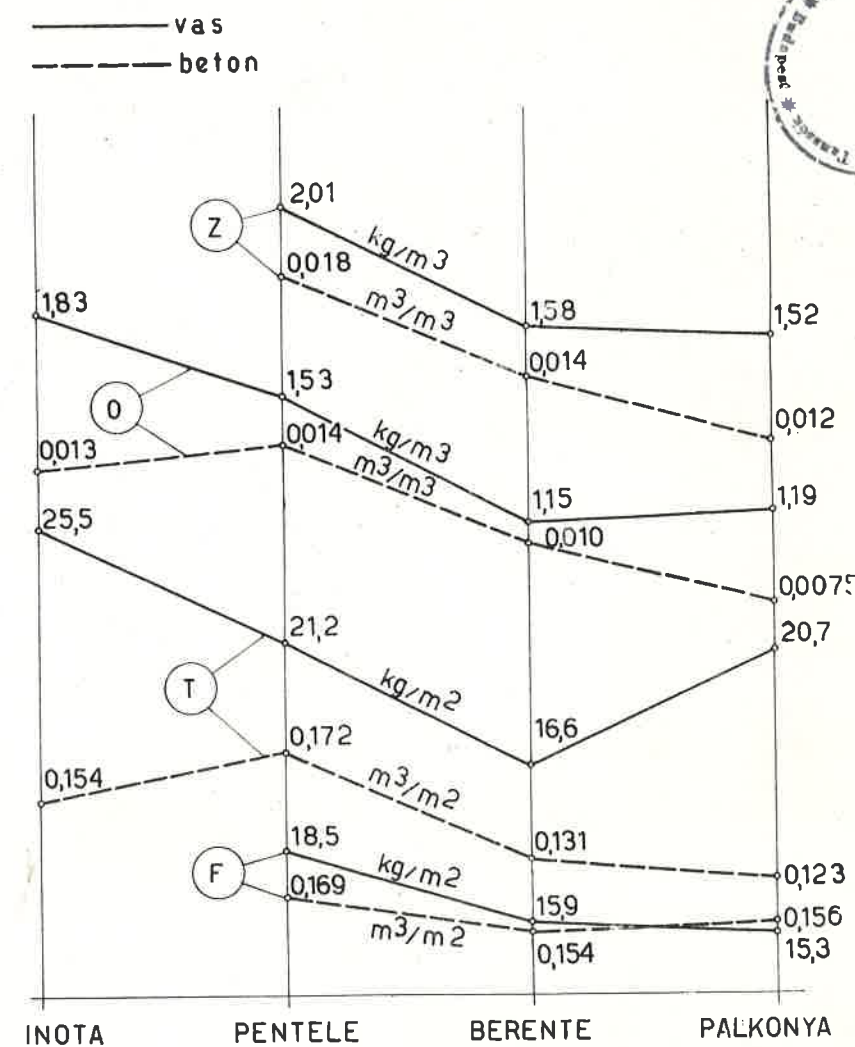 vas
beton
Budapest
2,01
Z
kg/m3
0,018
m3/m3
1,83
1,58
1,52
0,014
1,53
0
kg/m3
0,012
0,013
0,014
m3/m3
1,15
1,19
25,5
0,010
0,0075
21,2
20,7
T
kg/m2
16,6
0,172
0,154
m3/m2
18,5
0,131
F
kg/m2
0,123
0,169
15,9
0,156
m3/m2
0,154
15,3
INOTA PENTELE BERENTE PALKONYA